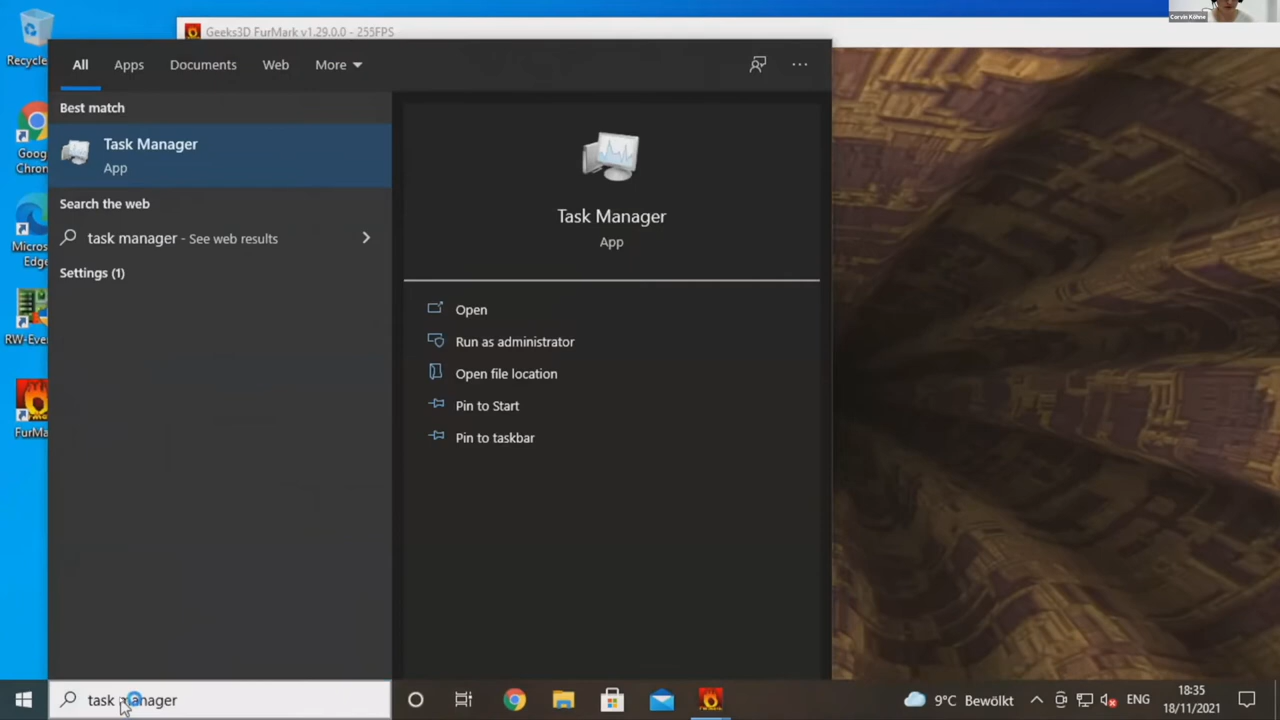 Corvin Köhne
Geeks3D FurMark v1.29.0.0 - 255FPS
Recycle
All
Apps
Documents
Web
More
Best match
Task Manager
App
Search the web
task manager - See web results
Settings (1)
Task Manager
App
Open
Run as administrator
Open file location
Pin to Start
Pin to taskbar
Goog
Chron
Micros
Edge
RW-Eve
FurMa
task manager
9°C Bewölkt
ENG
18:35
18/11/2021